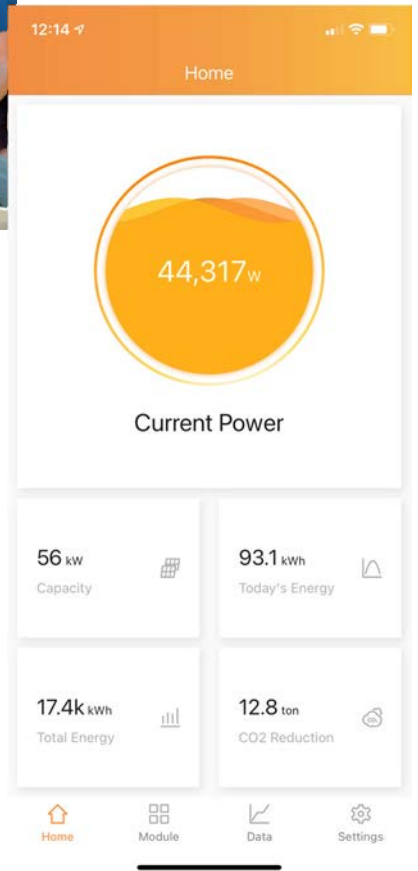 12:14
Home
44,317w
Current Power
56 kW
Capacity
93.1 kWh
Today's Energy
17.4k kWh
Total Energy
12.8 ton
CO2 Reduction
Home
Module
Data
Settings